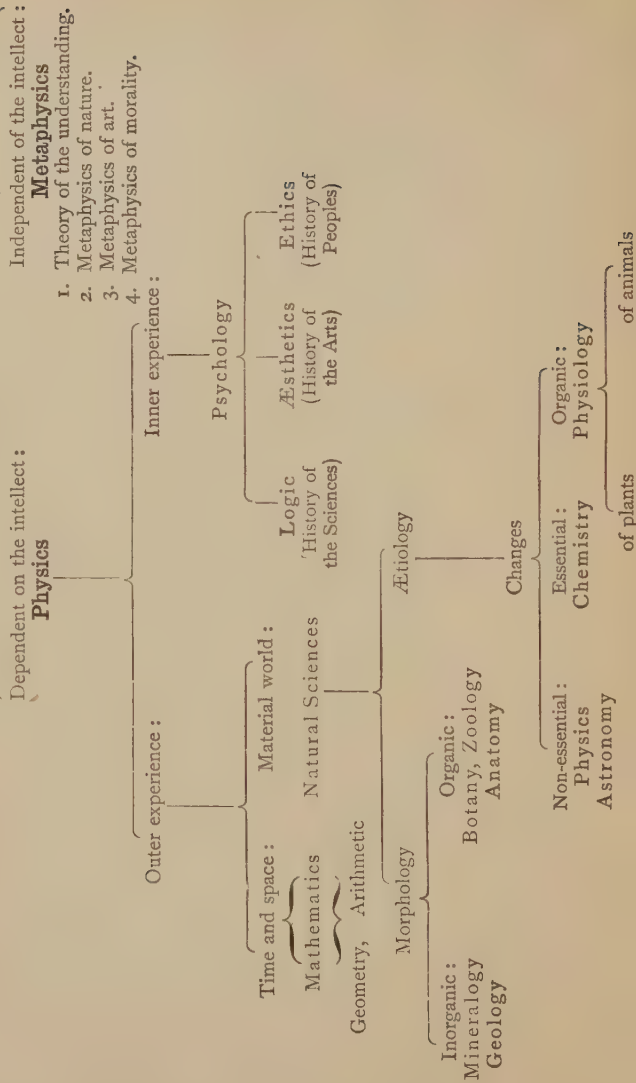 Dependent on the intellect :
Physics
Independent of the intellect :
Metaphysics
1. Theory of the understanding.
2. Metaphysics of nature.
3. Metaphysics of art.
4. Metaphysics of morality.
Outer experience :
Inner experience :
Time and space :
Mathematics
Geometry, Arithmetic
Material world :
Natural Sciences
Psychology
Logic
(History of
the Sciences)
Æsthetics
(History of
the Arts)
Ethics
(History of
Peoples)
Morphology
Ætiology
Inorganic :
Mineralogy
Geology
Organic :
Botany, Zoology
Anatomy
Changes
Non-essential :
Physics
Astronomy
Essential :
Chemistry
Organic :
Physiology
of plants
of animals